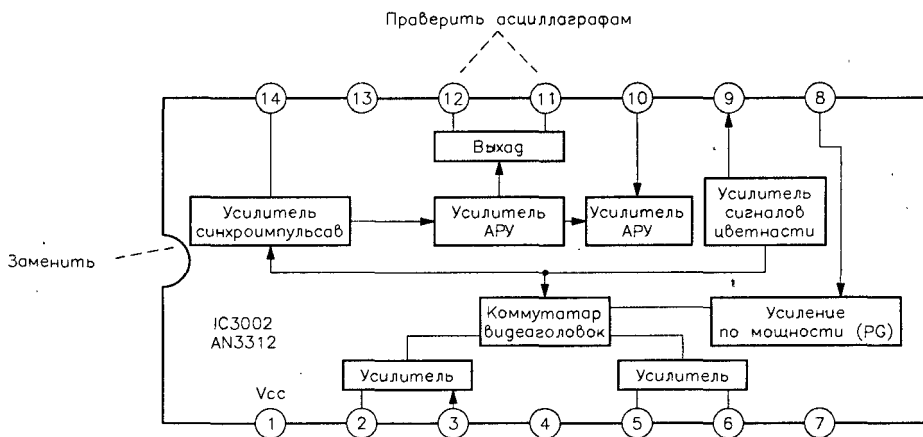 Праверить асциллаграфам
14 13 12 11 10 9 8
Выхад
Усилитель
синхроимпульсав
Усилитель
АРУ
Усилитель
АРУ
Усилитель
сигналов
цветнасти
Заменить
IC3002
AN3312
Коммутатар
видеагаловок
Усиление
по мощности (PG)
Усилитель
Усилитель
Vcc
1 2 3 4 5 6 7